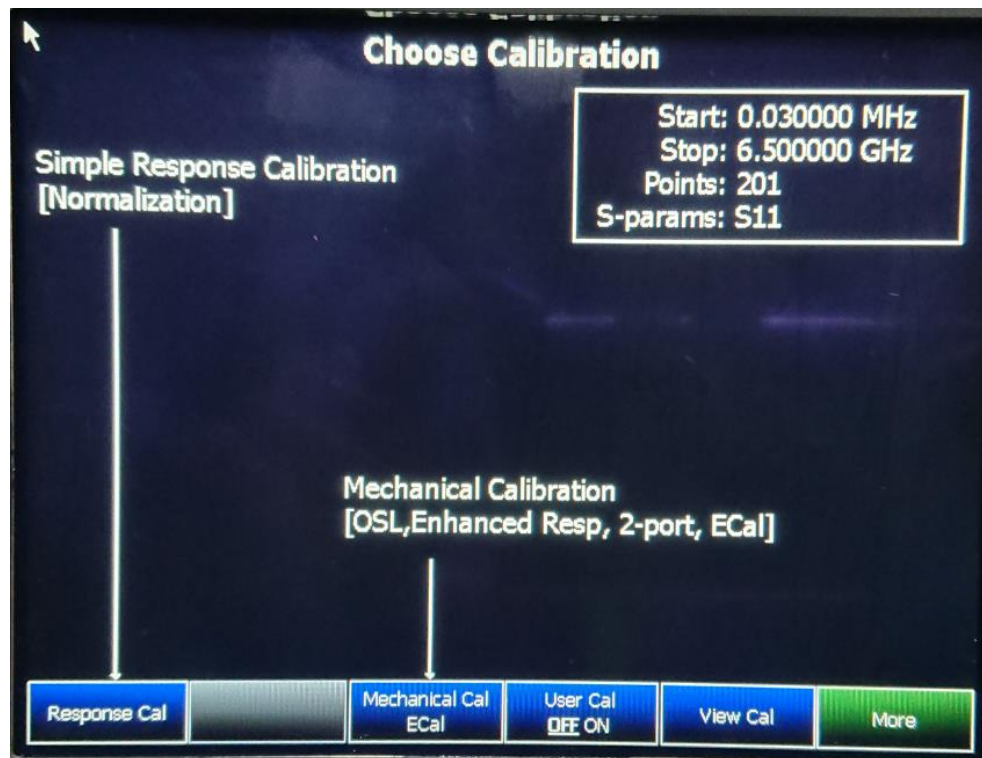 Choose Calibration
Start: 0.030000 MHz
Stop: 6.500000 GHz
Points: 201
S-params: S11
Simple Response Calibration
[Normalization]
Mechanical Calibration
[OSL,Enhanced Resp, 2-port, ECal]
Response Cal
Mechanical Cal
ECal
User Cal
OFF ON
View Cal
More